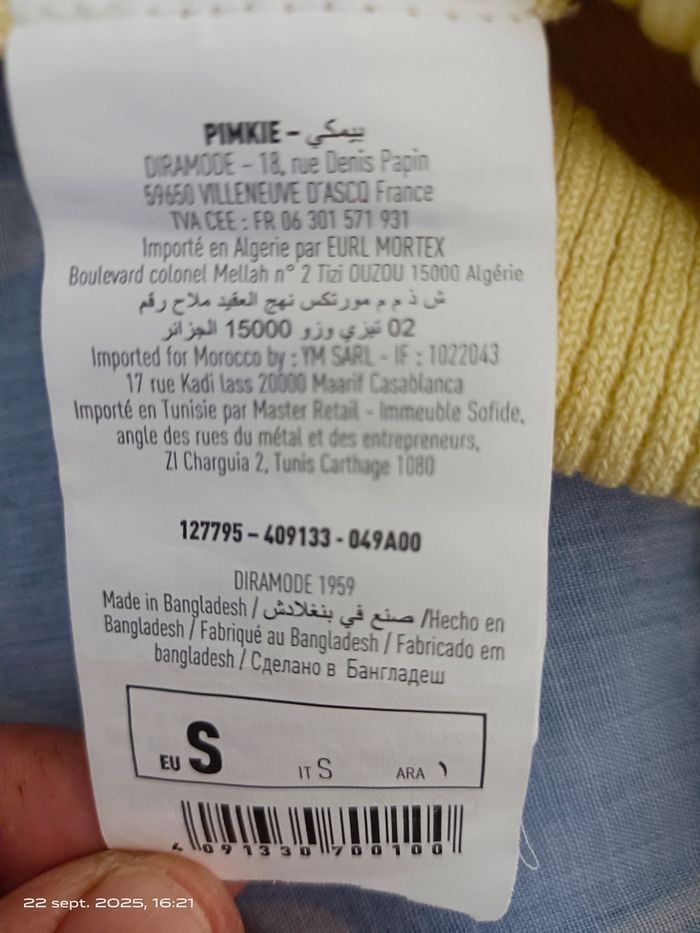 PIMKIE – بيمكي
DIRAMODE – 18, rue Denis Papin
59650 VILLENEUVE D'ASCQ France
TVA CEE : FR 06 301 571 931
Importé en Algerie par EURL MORTEX
Boulevard colonel Mellah n° 2 Tizi OUZOU 15000 Algérie
ش ذ م م مورتكس نهج العقيد ملاح رقم
02 تيزي وزو 15000 الجزائر
Imported for Morocco by : YM SARL - IF : 1022043
17 rue Kadi Iass 20000 Maarif Casablanca
Importé en Tunisie par Master Retail - Immeuble Sofide,
angle des rues du métal et des entrepreneurs,
ZI Charguia 2, Tunis Carthage 1080
127795 – 409133 - 049A00
DIRAMODE 1959
Made in Bangladesh / صنع في بنغلادش /Hecho en
Bangladesh / Fabriqué au Bangladesh / Fabricado em
bangladesh / Сделано в Бангладеш
EU S IT S ARA ١
4 091330 700100
22 sept. 2025, 16:21